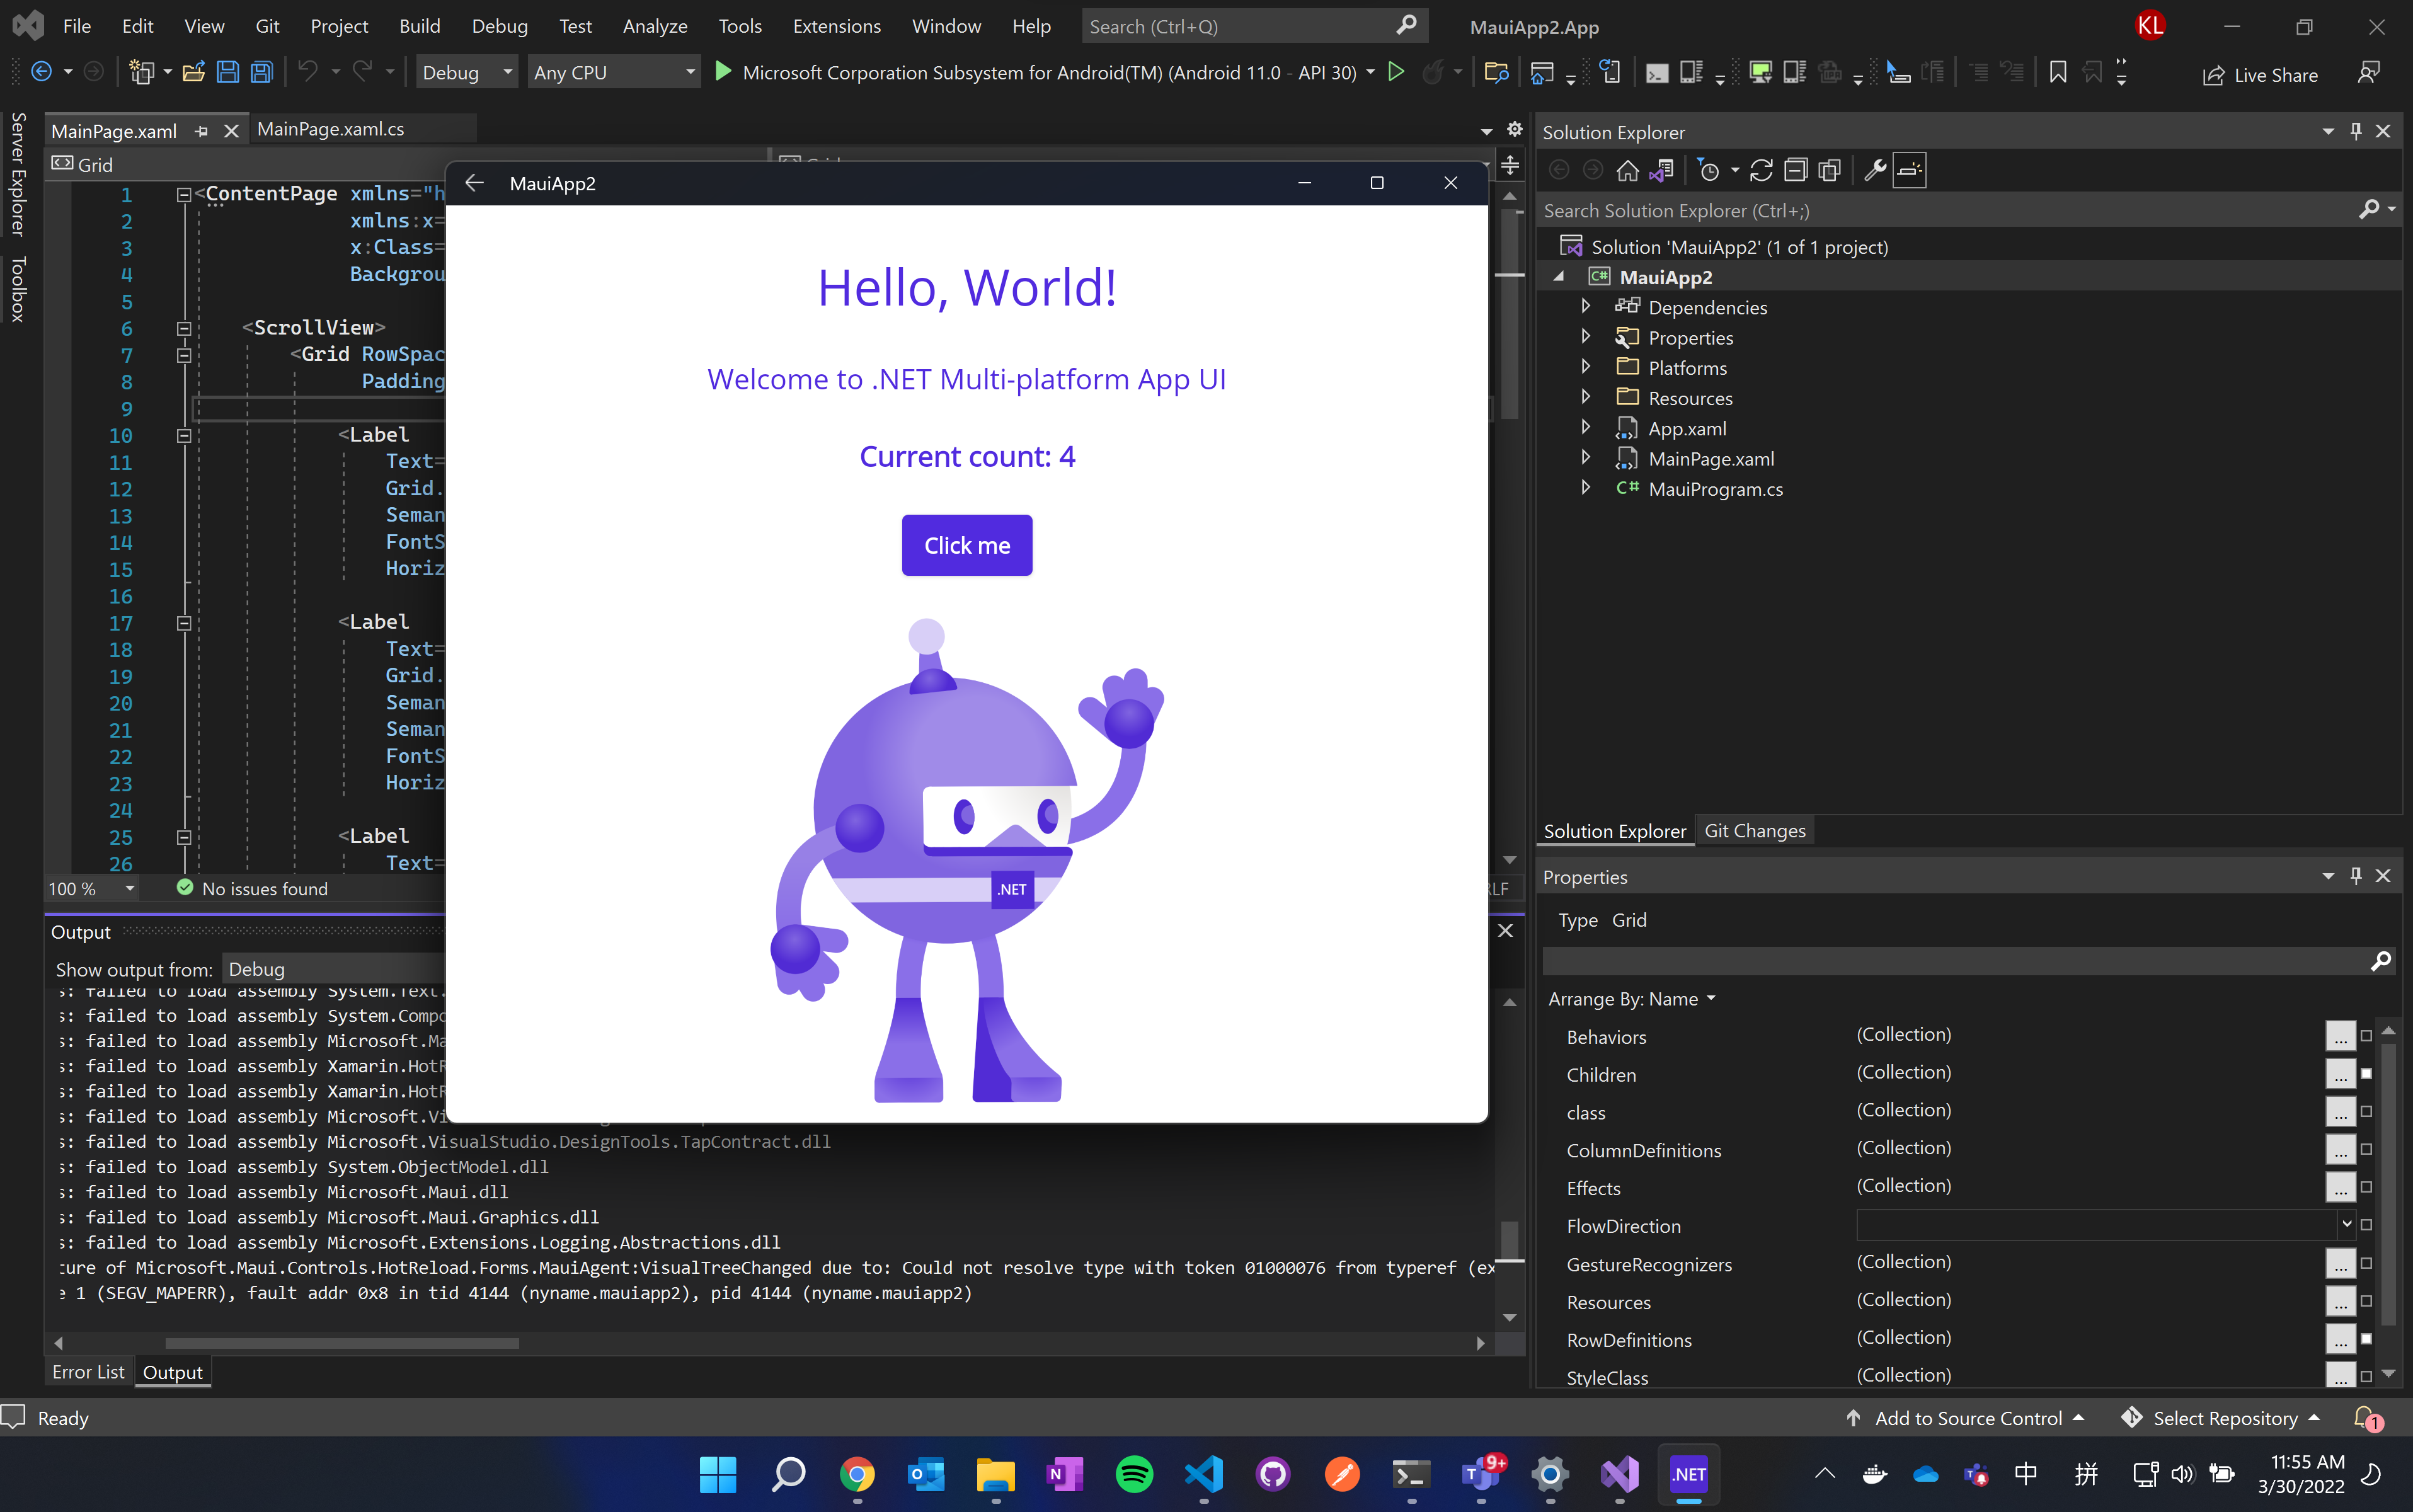 File Edit View Git Project Build Debug Test Analyze Tools Extensions Window Help Search (Ctrl+Q) MauiApp2.App KL
Debug Any CPU Microsoft Corporation Subsystem for Android(TM) (Android 11.0 - API 30) Live Share
Server Explorer
Toolbox
MainPage.xaml MainPage.xaml.cs
Grid
1 <ContentPage xmlns="h
2 xmlns:x=
3 x:Class=
4 Backgrou
5
6 <ScrollView>
7 <Grid RowSpac
8 Padding
9
10 <Label
11 Text=
12 Grid.
13 Seman
14 FontS
15 Horiz
16
17 <Label
18 Text=
19 Grid.
20 Seman
21 Seman
22 FontS
23 Horiz
24
25 <Label
26 Text=
100 % No issues found
LF
MauiApp2
Hello, World!
Welcome to .NET Multi-platform App UI
Current count: 4
Click me
.NET
Output
Show output from: Debug
s: failed to load assembly System.Text.
s: failed to load assembly System.Compo
s: failed to load assembly Microsoft.Ma
s: failed to load assembly Xamarin.HotR
s: failed to load assembly Xamarin.HotR
s: failed to load assembly Microsoft.Vi
s: failed to load assembly Microsoft.VisualStudio.DesignTools.TapContract.dll
s: failed to load assembly System.ObjectModel.dll
s: failed to load assembly Microsoft.Maui.dll
s: failed to load assembly Microsoft.Maui.Graphics.dll
s: failed to load assembly Microsoft.Extensions.Logging.Abstractions.dll
ture of Microsoft.Maui.Controls.HotReload.Forms.MauiAgent:VisualTreeChanged due to: Could not resolve type with token 01000076 from typeref (ex
e 1 (SEGV_MAPERR), fault addr 0x8 in tid 4144 (nyname.mauiapp2), pid 4144 (nyname.mauiapp2)
Error List Output
Solution Explorer
Search Solution Explorer (Ctrl+;)
Solution 'MauiApp2' (1 of 1 project)
C# MauiApp2
Dependencies
Properties
Platforms
Resources
App.xaml
MainPage.xaml
C# MauiProgram.cs
Solution Explorer Git Changes
Properties
Type Grid
Arrange By: Name
Behaviors (Collection) ...
Children (Collection) ...
class (Collection) ...
ColumnDefinitions (Collection) ...
Effects (Collection) ...
FlowDirection
GestureRecognizers (Collection) ...
Resources (Collection) ...
RowDefinitions (Collection) ...
StyleClass (Collection) ...
Ready Add to Source Control Select Repository 1
9+ .NET 中 拼 11:55 AM
3/30/2022